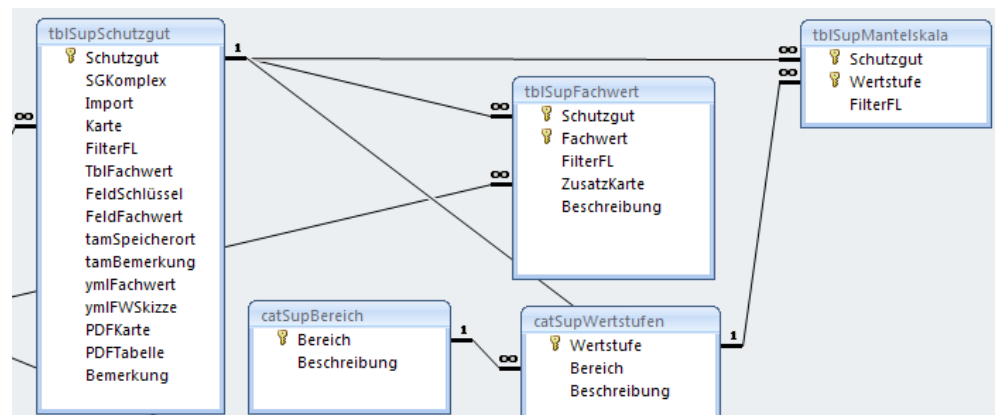 tblSupSchutzgut
Schutzgut
SGKomplex
Import
Karte
FilterFL
TblFachwert
FeldSchlüssel
FeldFachwert
tamSpeicherort
tamBemerkung
ymlFachwert
ymlFWSkizze
PDFKarte
PDFTabelle
Bemerkung
∞
1
tblSupFachwert
Schutzgut
Fachwert
FilterFL
ZusatzKarte
Beschreibung
∞
∞
tblSupMantelskala
Schutzgut
Wertstufe
FilterFL
∞
∞
catSupBereich
Bereich
Beschreibung
1
∞
catSupWertstufen
Wertstufe
Bereich
Beschreibung
1